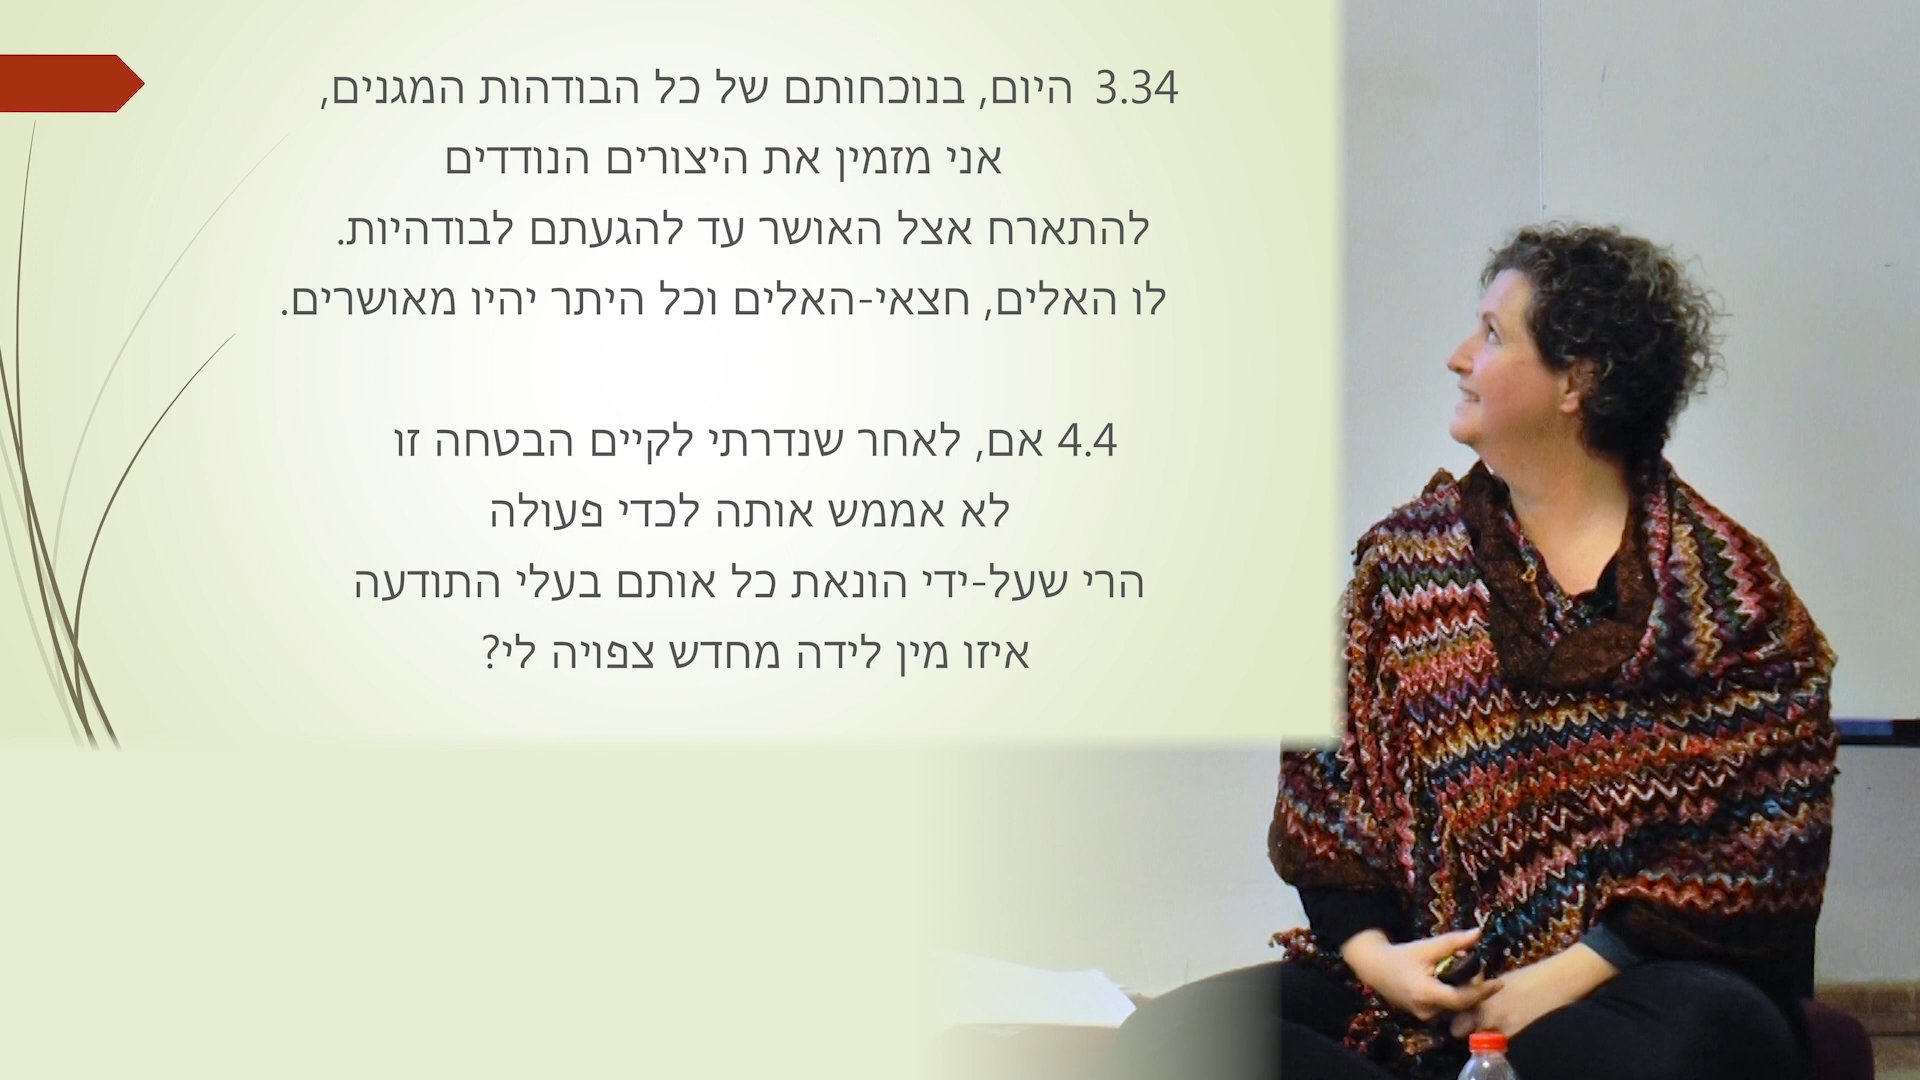 3.34 היום, בנוכחותם של כל הבודהות המגנים,
אני מזמין את היצורים הנודדים
להתארח אצל האושר עד להגעתם לבודהיות.
לו האלים, חצאי-האלים וכל היתר יהיו מאושרים.
4.4 אם, לאחר שנדרתי לקיים הבטחה זו
לא אממש אותה לכדי פעולה
הרי שעל-ידי הונאת כל אותם בעלי התודעה
איזו מין לידה מחדש צפויה לי?